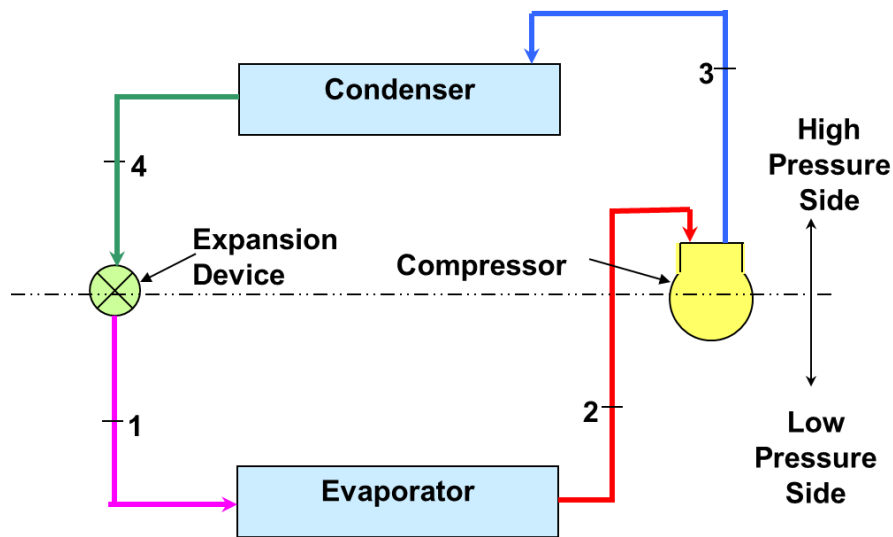 Condenser
3
High
Pressure
Side
4
Expansion
Device
Compressor
1
2
Low
Pressure
Side
Evaporator